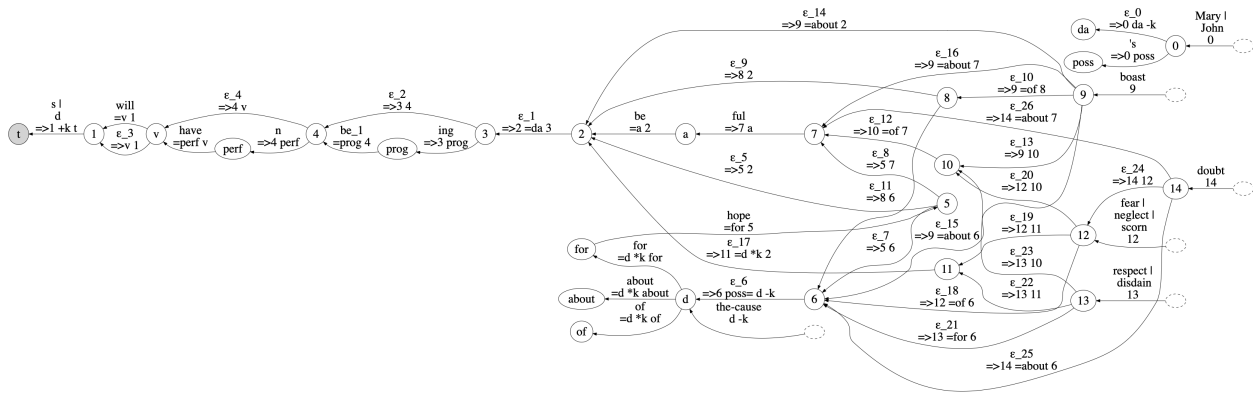 t
s |
d
=>1 +k t
1
will
=v 1
ε_3
=>v 1
v
ε_4
=>4 v
have
=perf v
perf
n
=>4 perf
4
ε_2
=>3 4
be_1
=prog 4
prog
ing
=>3 prog
3
ε_1
=>2 =da 3
2
be
=a 2
a
ful
=>7 a
7
ε_14
=>9 =about 2
ε_9
=>8 2
ε_16
=>9 =about 7
8
ε_10
=>9 =of 8
9
boast
9
ε_26
=>14 =about 7
ε_12
=>10 =of 7
ε_8
=>5 7
10
ε_13
=>9 10
ε_20
=>12 10
ε_5
=>5 2
ε_11
=>8 6
5
hope
=for 5
for
for
=d *k for
ε_17
=>11 =d *k 2
ε_7
=>5 6
ε_15
=>9 =about 6
11
ε_19
=>12 11
ε_23
=>13 10
ε_22
=>13 11
ε_24
=>14 12
14
doubt
14
12
fear |
neglect |
scorn
12
13
respect |
disdain
13
about
about
=d *k about
of
of
=d *k of
d
ε_6
=>6 poss= d -k
the-cause
d -k
6
ε_18
=>12 =of 6
ε_21
=>13 =for 6
ε_25
=>14 =about 6
da
ε_0
=>0 da -k
poss
's
=>0 poss
0
Mary |
John
0